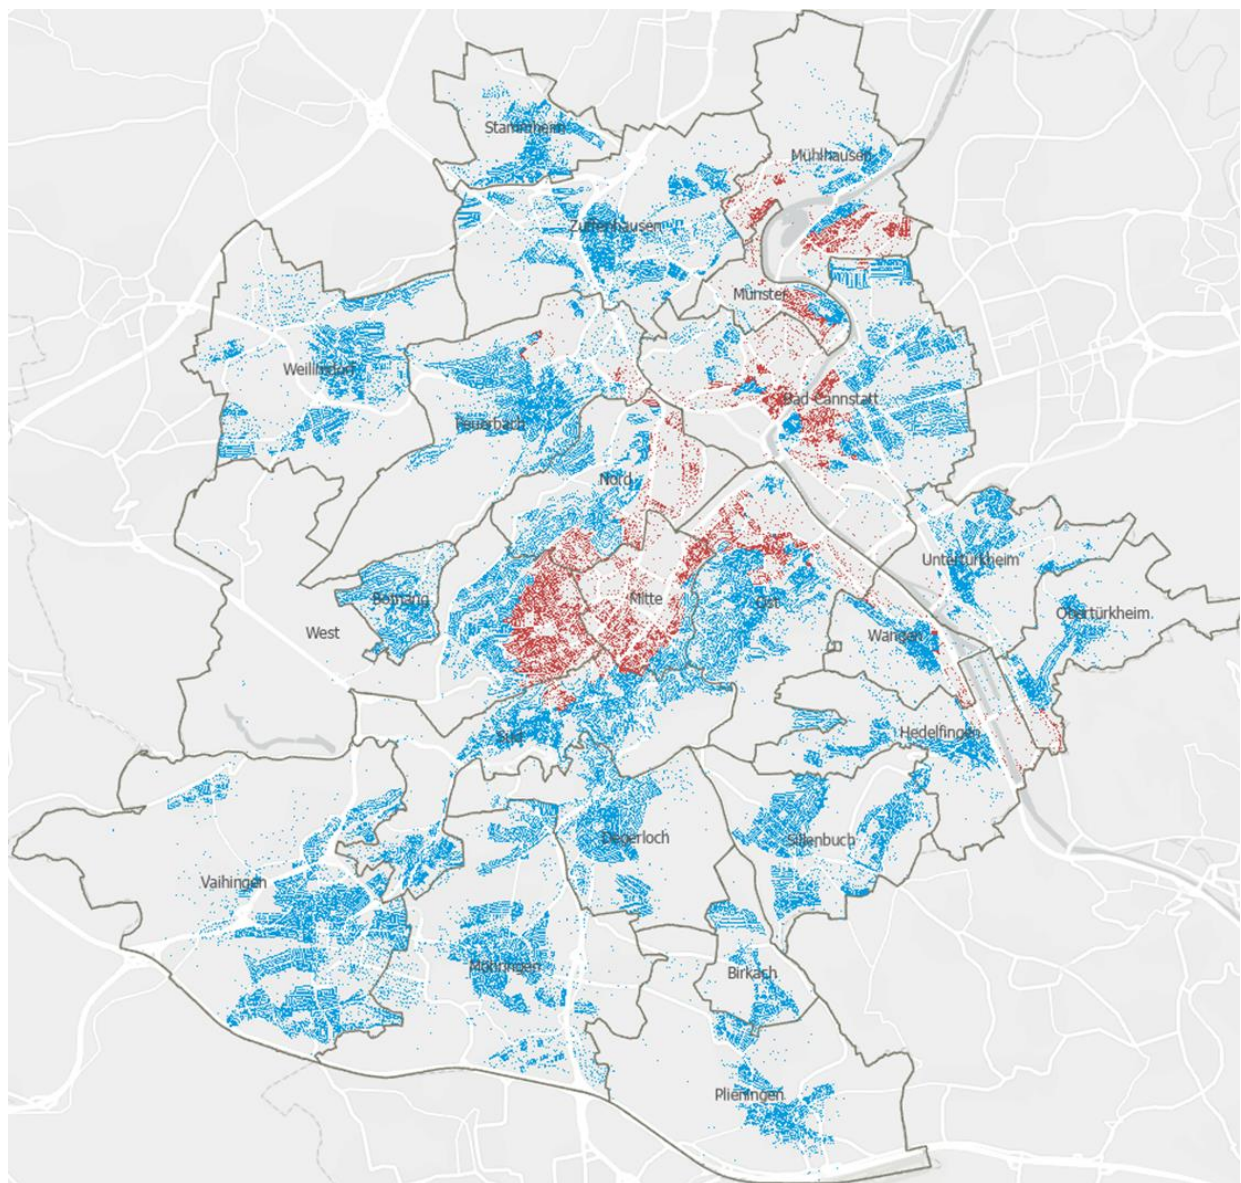 Stammheim
Mühlhausen
Zuffenhausen
Münster
Weilimdorf
Bad Cannstatt
Feuerbach
Nord
Untertürkheim
Botnang
Mitte
Ost
Obertürkheim
West
Wangen
Süd
Hedelfingen
Degerloch
Sillenbuch
Vaihingen
Möhringen
Birkach
Plieningen